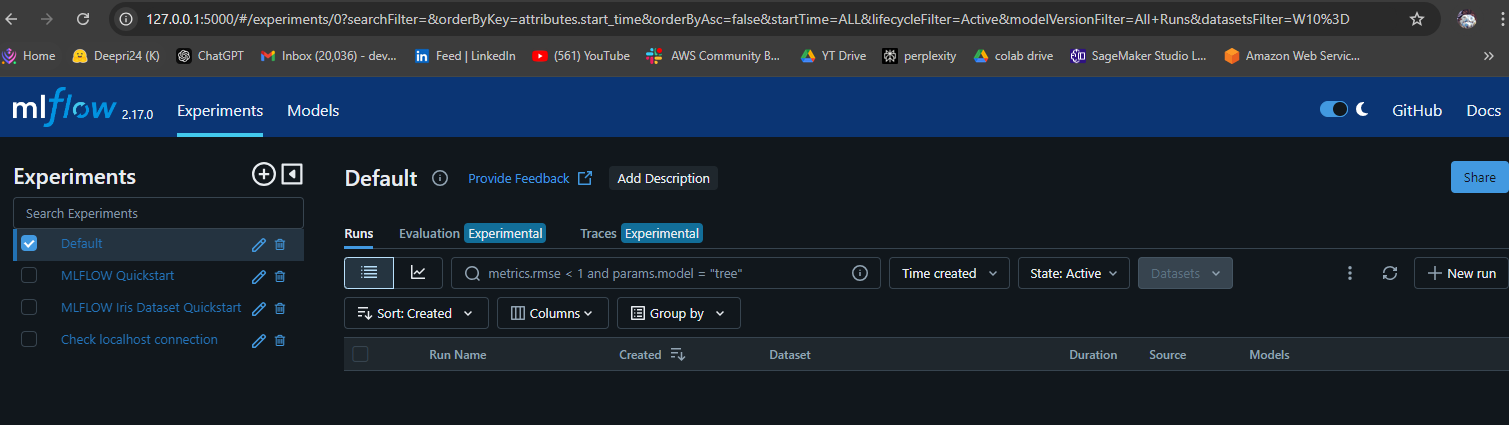 127.0.0.1:5000/#/experiments/0?searchFilter=&orderByKey=attributes.start_time&orderByAsc=false&startTime=ALL&lifecycleFilter=Active&modelVersionFilter=All+Runs&datasetsFilter=W10%3D
Home Deepri24 (K) ChatGPT Inbox (20,036) - dev... Feed | LinkedIn (561) YouTube AWS Community B... YT Drive perplexity colab drive SageMaker Studio L... Amazon Web Servic... »
mlflow 2.17.0 Experiments Models GitHub Docs
Experiments
Default Provide Feedback Add Description Share
Search Experiments
Default
MLFLOW Quickstart
MLFLOW Iris Dataset Quickstart
Check localhost connection
Runs Evaluation Experimental Traces Experimental
metrics.rmse < 1 and params.model = "tree" Time created State: Active Datasets New run
Sort: Created Columns Group by
Run Name Created Dataset Duration Source Models